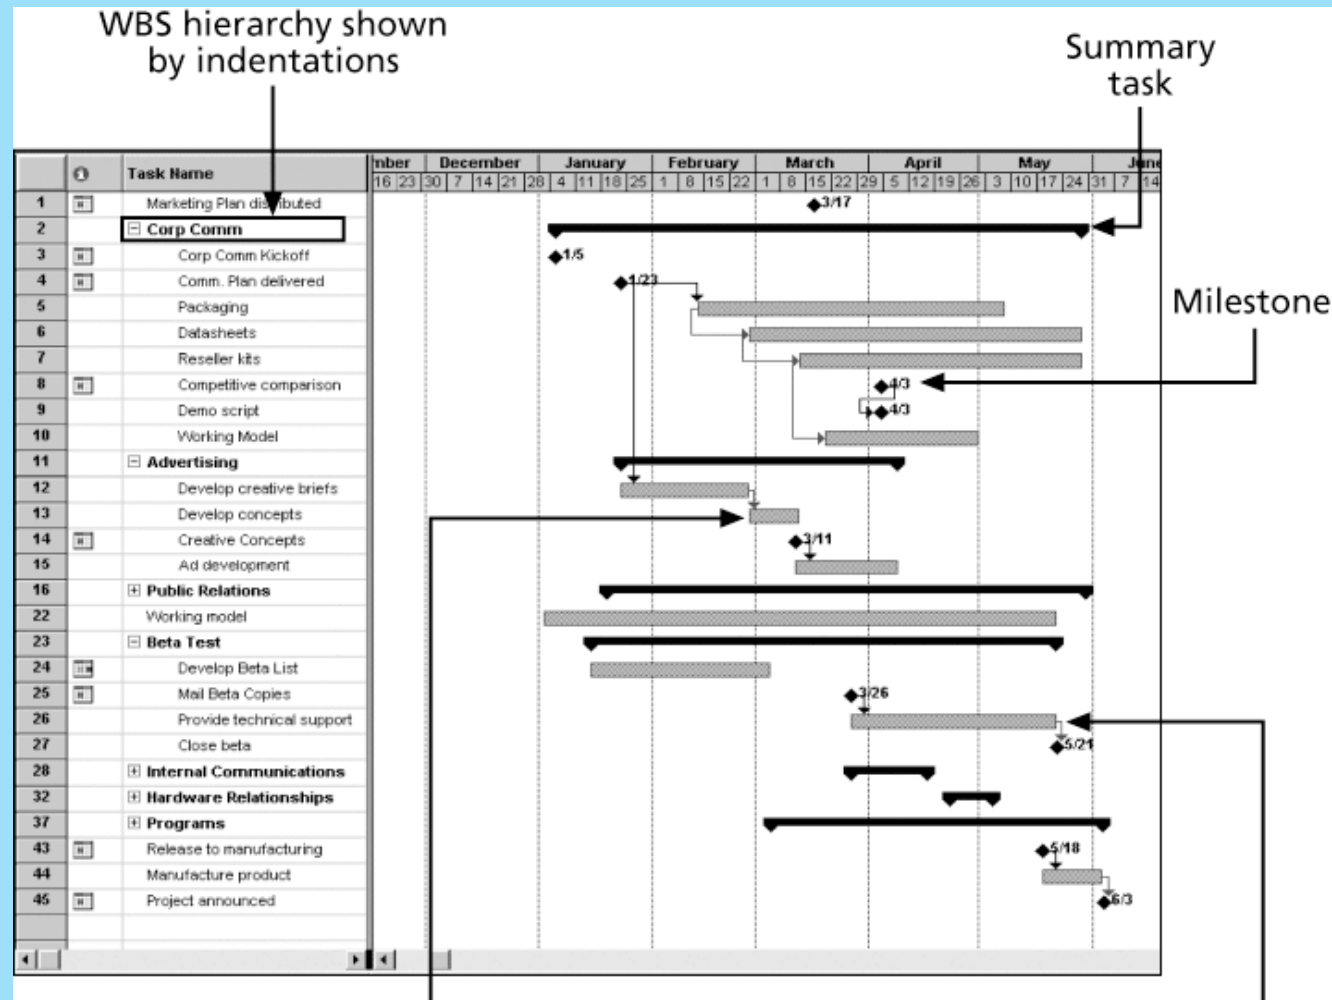 WBS hierarchy shown
by indentations
Summary
task
Milestone
Task Name
mber December January February March April May June
16 23 30 7 14 21 28 4 11 18 25 1 8 15 22 1 8 15 22 29 5 12 19 26 3 10 17 24 31 7 14
1 Marketing Plan distributed 3/17
2 Corp Comm
3 Corp Comm Kickoff 1/5
4 Comm. Plan delivered 1/23
5 Packaging
6 Datasheets
7 Reseller kits
8 Competitive comparison 4/3
9 Demo script 4/3
10 Working Model
11 Advertising
12 Develop creative briefs
13 Develop concepts
14 Creative Concepts 3/11
15 Ad development
16 Public Relations
22 Working model
23 Beta Test
24 Develop Beta List
25 Mail Beta Copies 3/26
26 Provide technical support
27 Close beta 5/21
28 Internal Communications
32 Hardware Relationships
37 Programs
43 Release to manufacturing 5/18
44 Manufacture product
45 Project announced 6/3